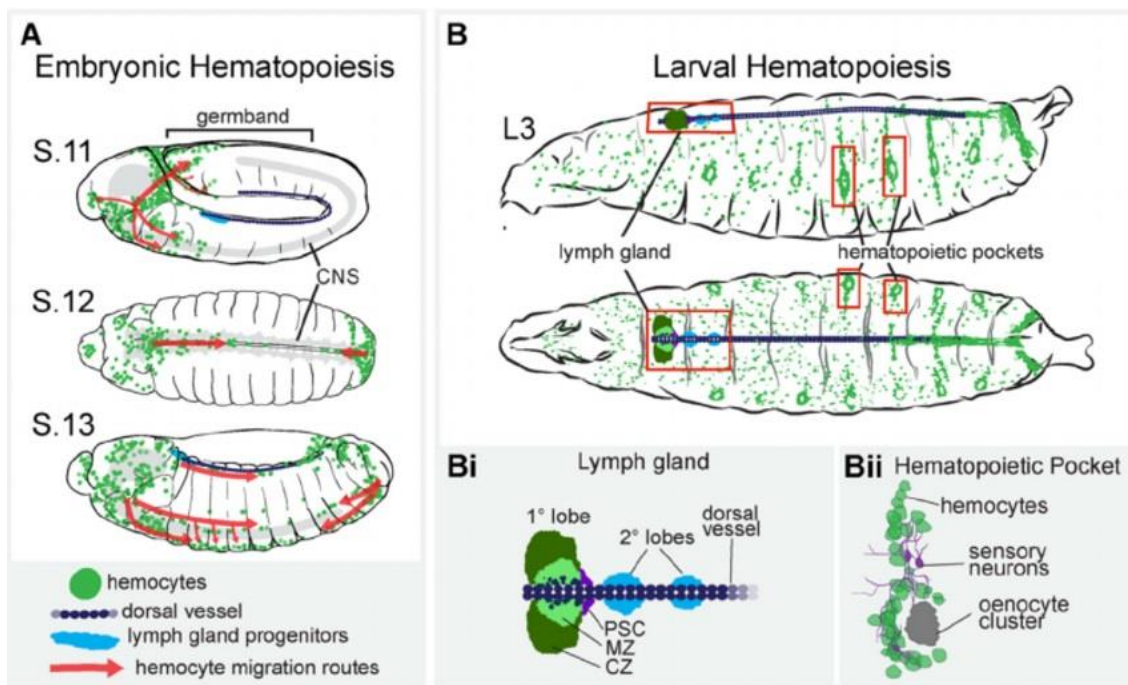 A
Embryonic Hematopoiesis
germband
S.11
CNS
S.12
S.13
hemocytes
dorsal vessel
lymph gland progenitors
hemocyte migration routes
B
Larval Hematopoiesis
L3
lymph gland
hematopoietic pockets
Bi
Lymph gland
1° lobe
2° lobes
dorsal
vessel
PSC
MZ
CZ
Bii
Hematopoietic Pocket
hemocytes
sensory
neurons
oenocyte
cluster